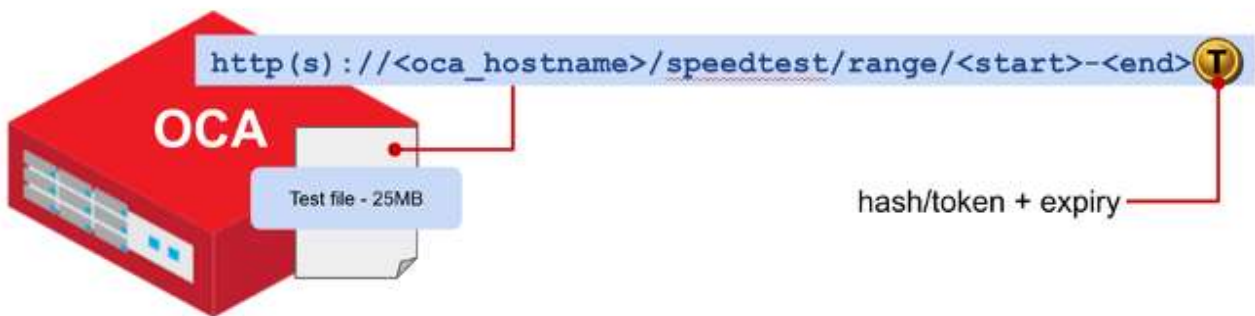 http(s)://<oca_hostname>/speedtest/range/<start>-<end>
T
OCA
Test file - 25MB
hash/token + expiry